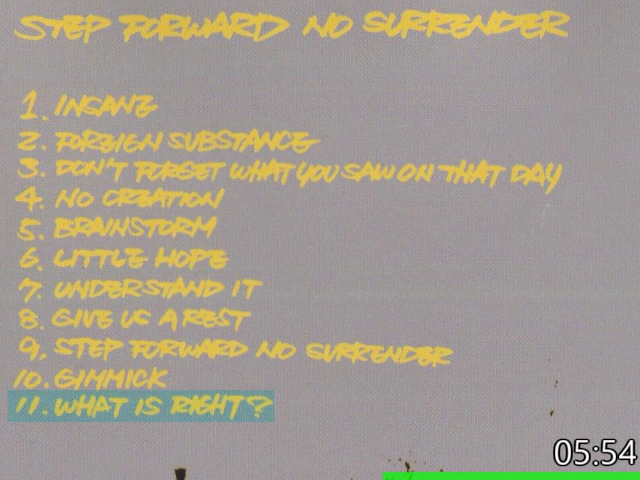 STEP FORWARD NO SURRENDER
1. INSANE
2. FOREIGN SUBSTANCE
3. DON'T FORGET WHAT YOU SAW ON THAT DAY
4. NO CREATION
5. BRAINSTORM
6. LITTLE HOPE
7. UNDERSTAND IT
8. GIVE US A REST
9, STEP FORWARD NO SURRENDER
10. GIMMICK
11. WHAT IS RIGHT?
05:54